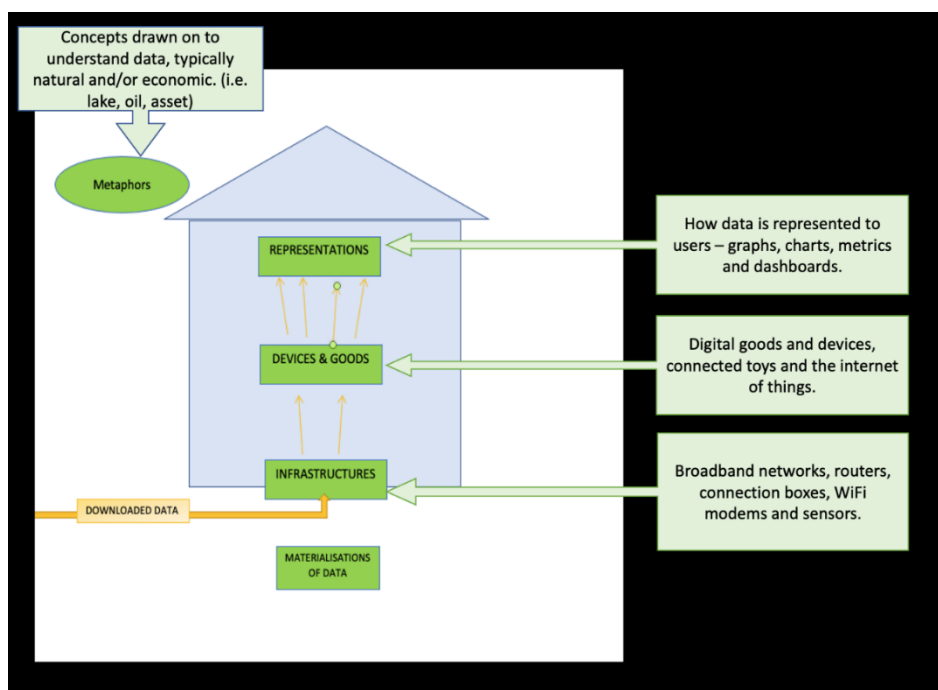 Concepts drawn on to
understand data, typically
natural and/or economic. (i.e.
lake, oil, asset)
Metaphors
REPRESENTATIONS
How data is represented to
users – graphs, charts, metrics
and dashboards.
DEVICES & GOODS
Digital goods and devices,
connected toys and the internet
of things.
INFRASTRUCTURES
Broadband networks, routers,
connection boxes, WiFi
modems and sensors.
DOWNLOADED DATA
MATERIALISATIONS
OF DATA